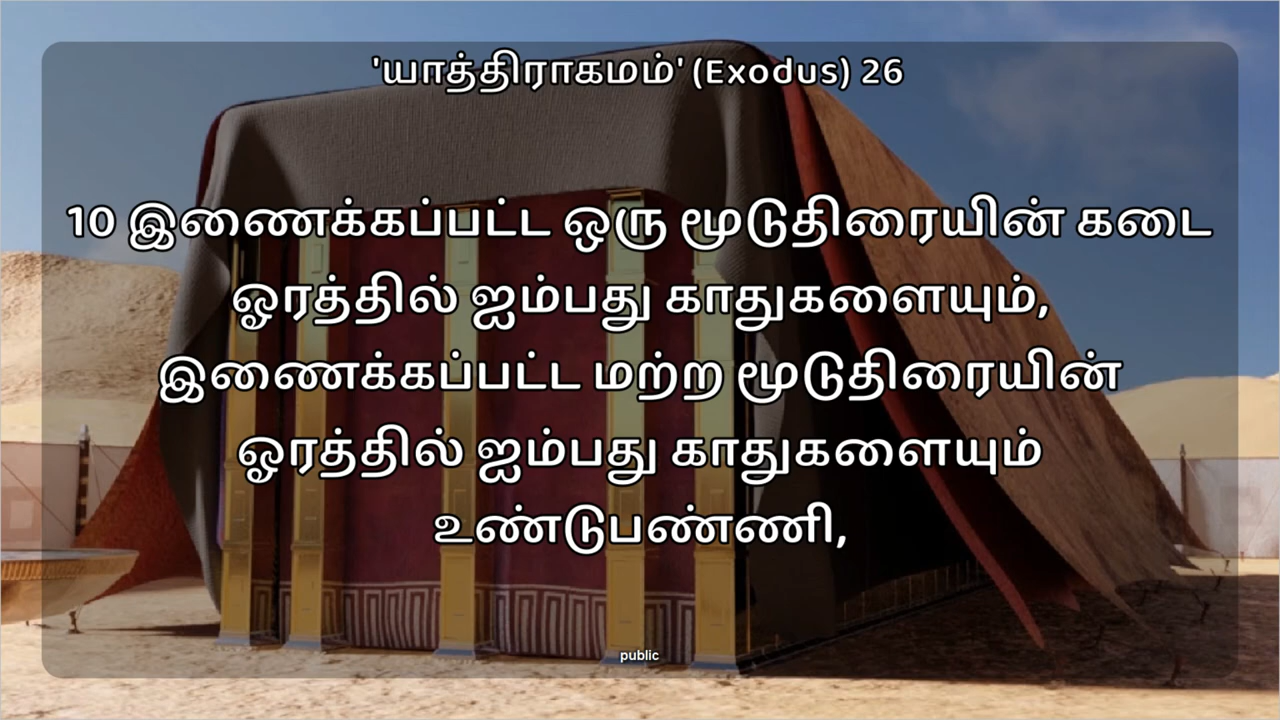 'யாத்திராகமம்' (Exodus) 26
10 இணைக்கப்பட்ட ஒரு மூடுதிரையின் கடை
ஓரத்தில் ஐம்பது காதுகளையும்,
இணைக்கப்பட்ட மற்ற மூடுதிரையின்
ஓரத்தில் ஐம்பது காதுகளையும்
உண்டுபண்ணி,
public